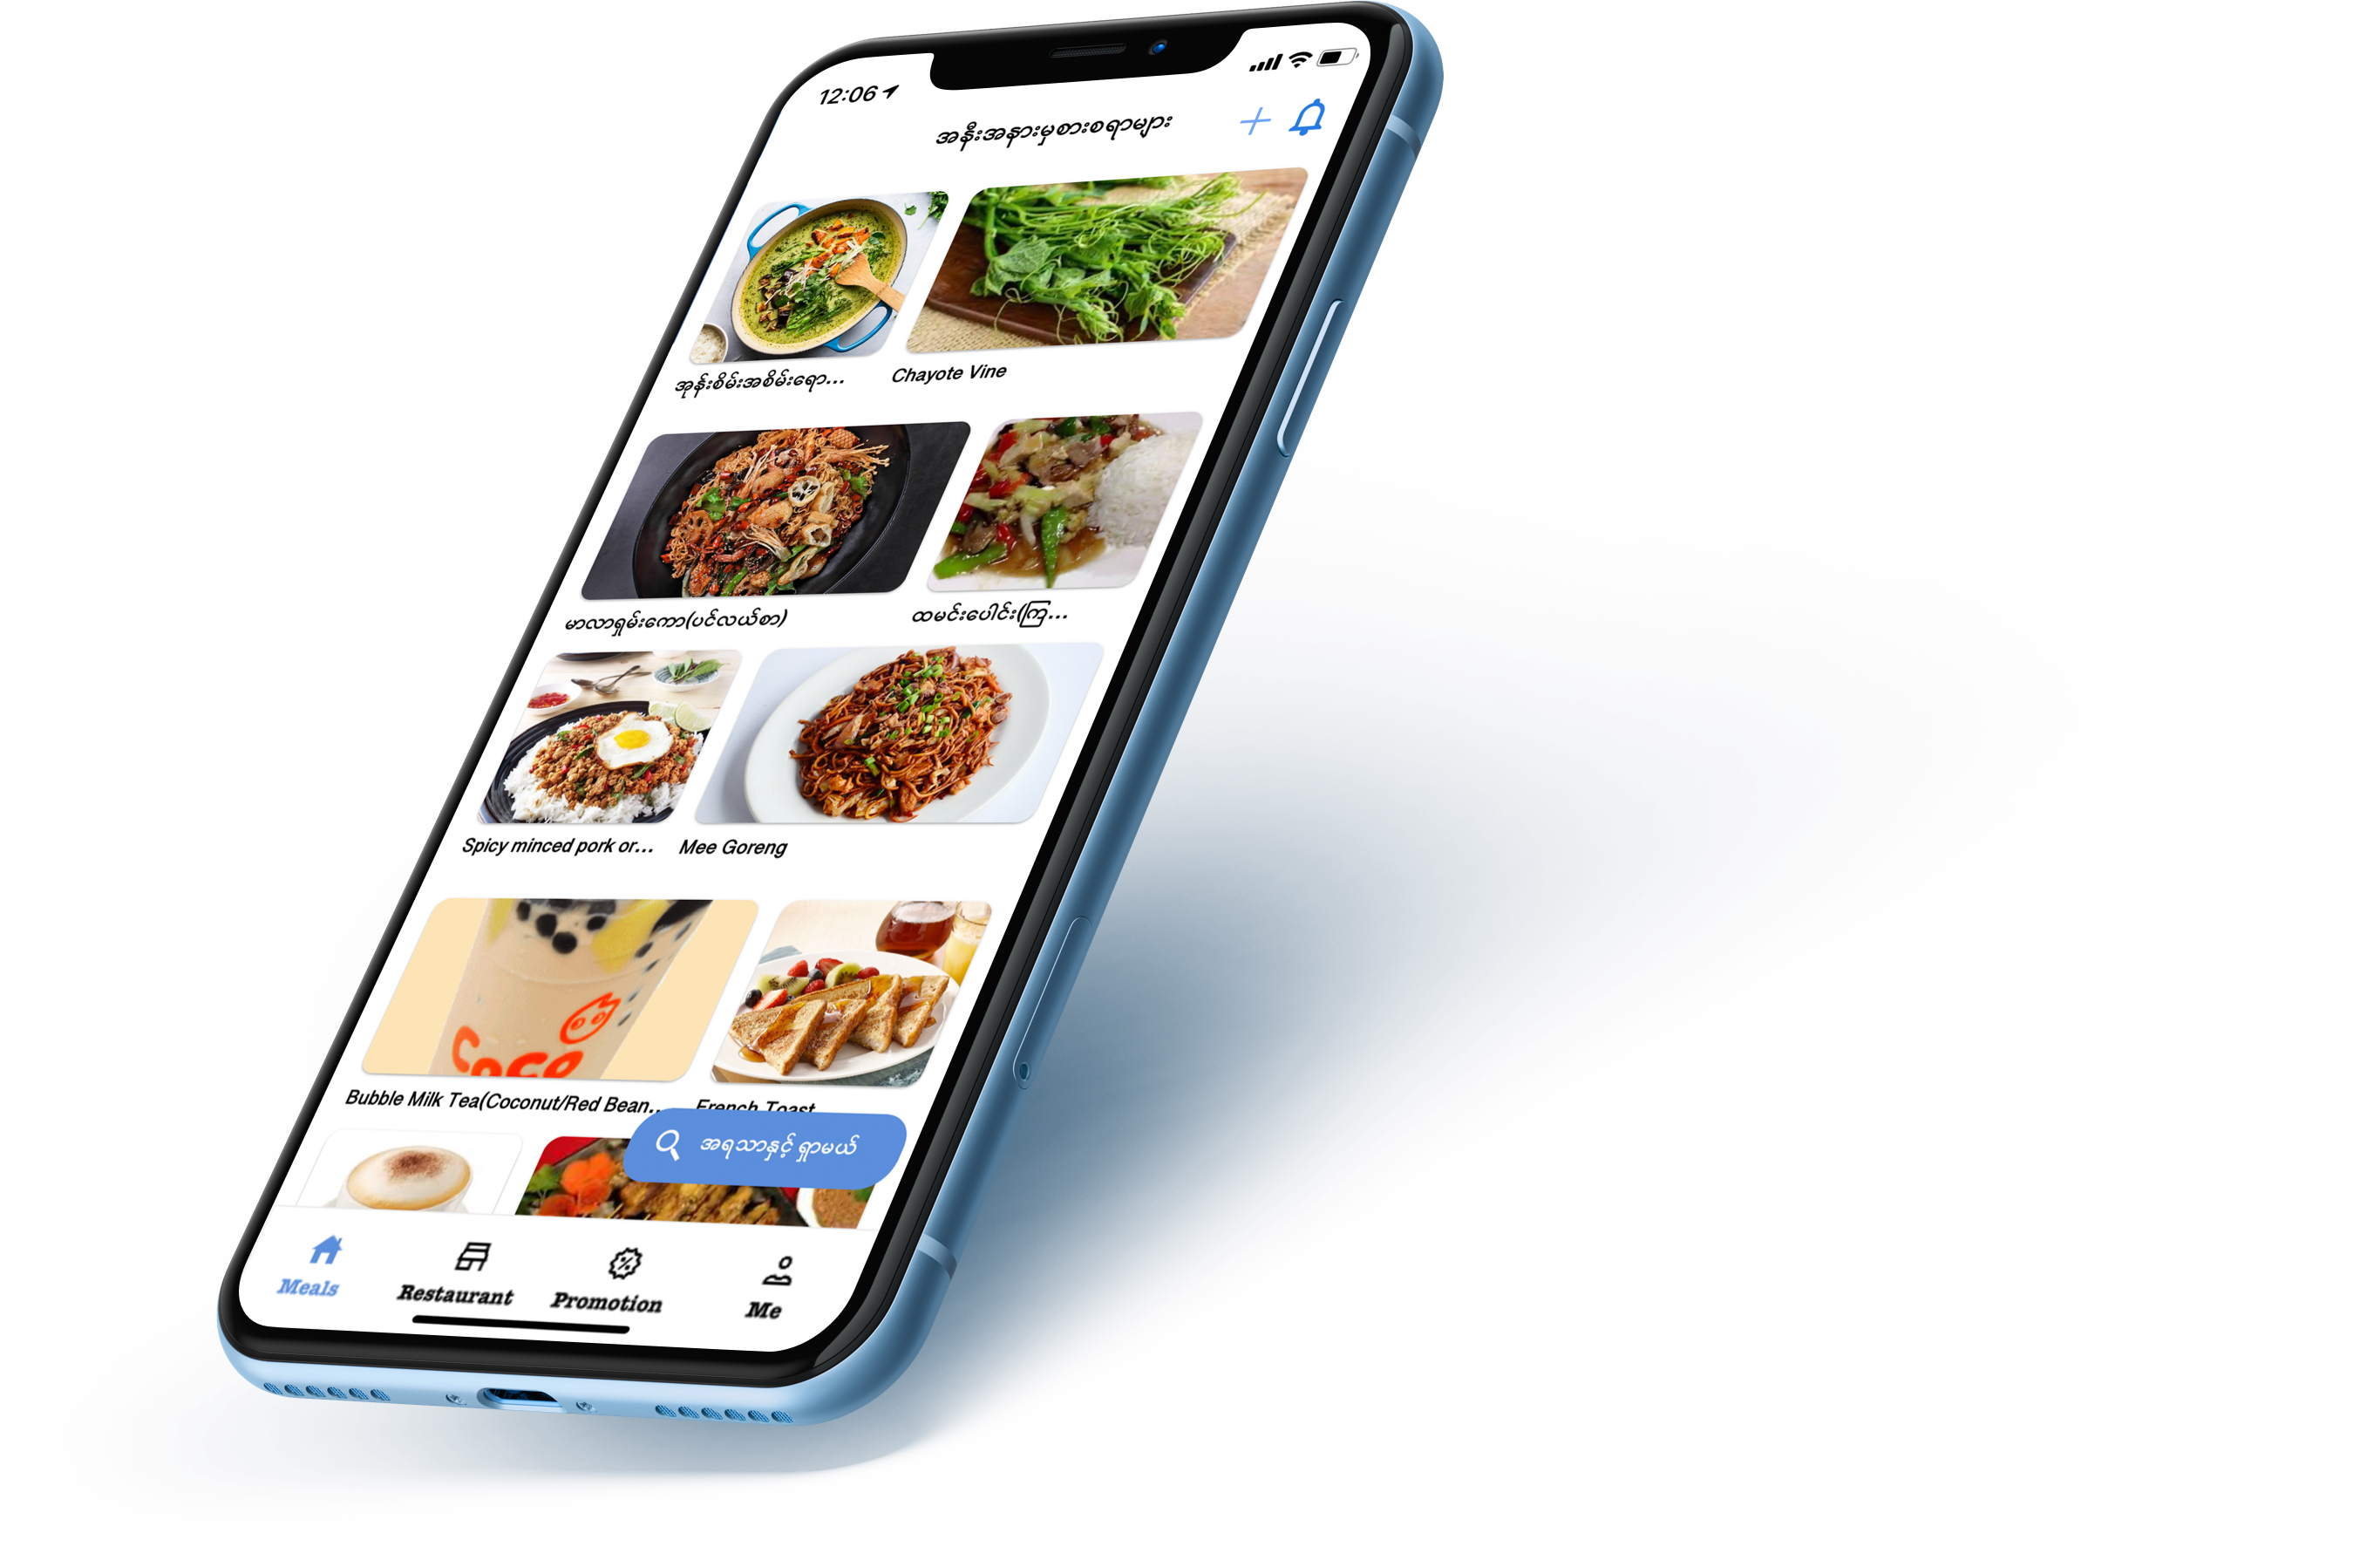 12:06
အနီးအနားမှစားစရာများ
အုန်းစိမ်းအစိမ်းရော...
Chayote Vine
မာလာရှမ်းကော(ပင်လယ်စာ)
ထမင်းပေါင်း(ကြ...
Spicy minced pork or...
Mee Goreng
CoCo
Bubble Milk Tea(Coconut/Red Bean...
French Toast
အရသာနှင့် ရှာမယ်
Meals
Restaurant
Promotion
Me